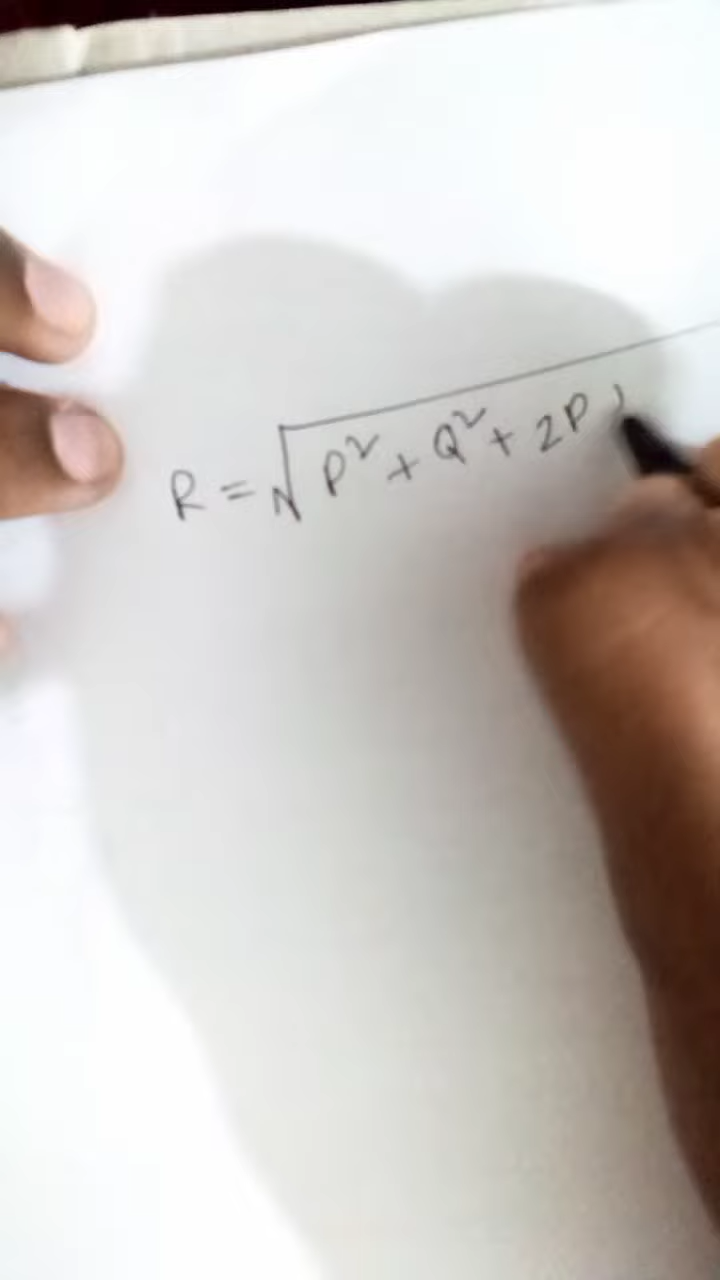 R = √P² + Q² + 2P